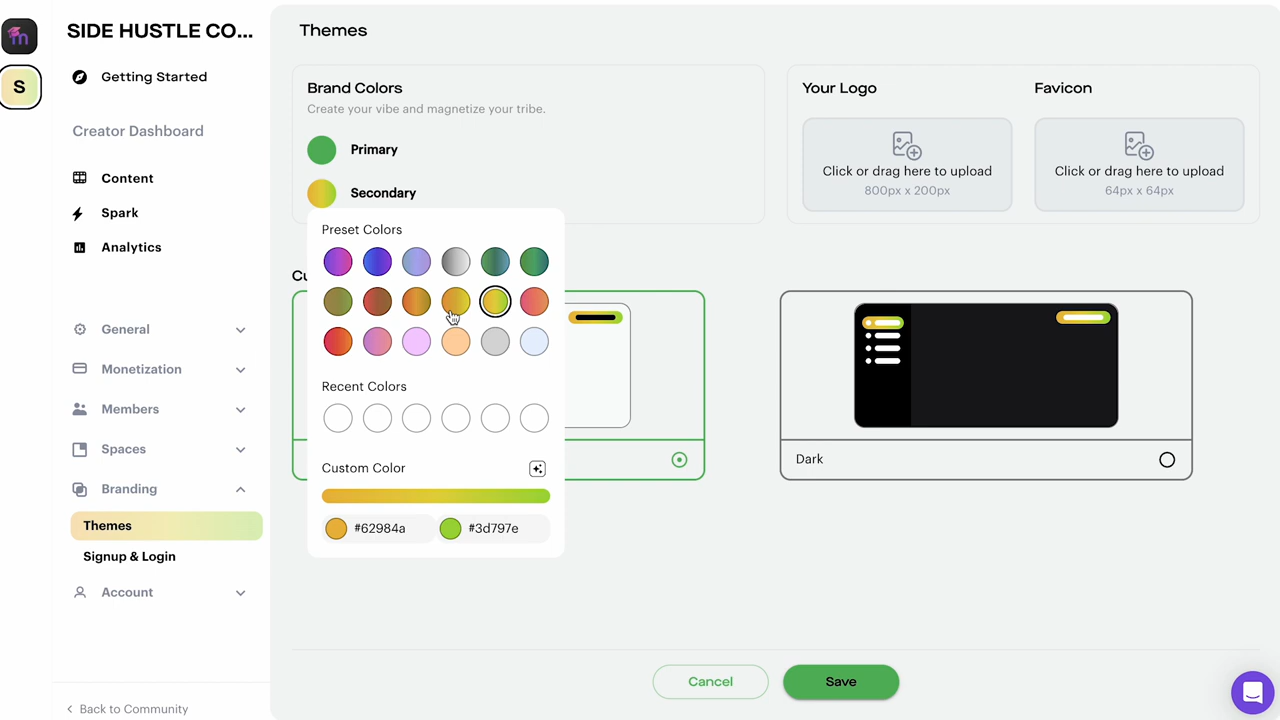 SIDE HUSTLE CO...
S
Getting Started
Creator Dashboard
Content
Spark
Analytics
General
Monetization
Members
Spaces
Branding
Themes
Signup & Login
Account
Back to Community
Themes
Brand Colors
Create your vibe and magnetize your tribe.
Primary
Secondary
Your Logo
Click or drag here to upload
800px x 200px
Favicon
Click or drag here to upload
64px x 64px
Preset Colors
Recent Colors
Custom Color
#62984a
#3d797e
Cu
Dark
Cancel
Save